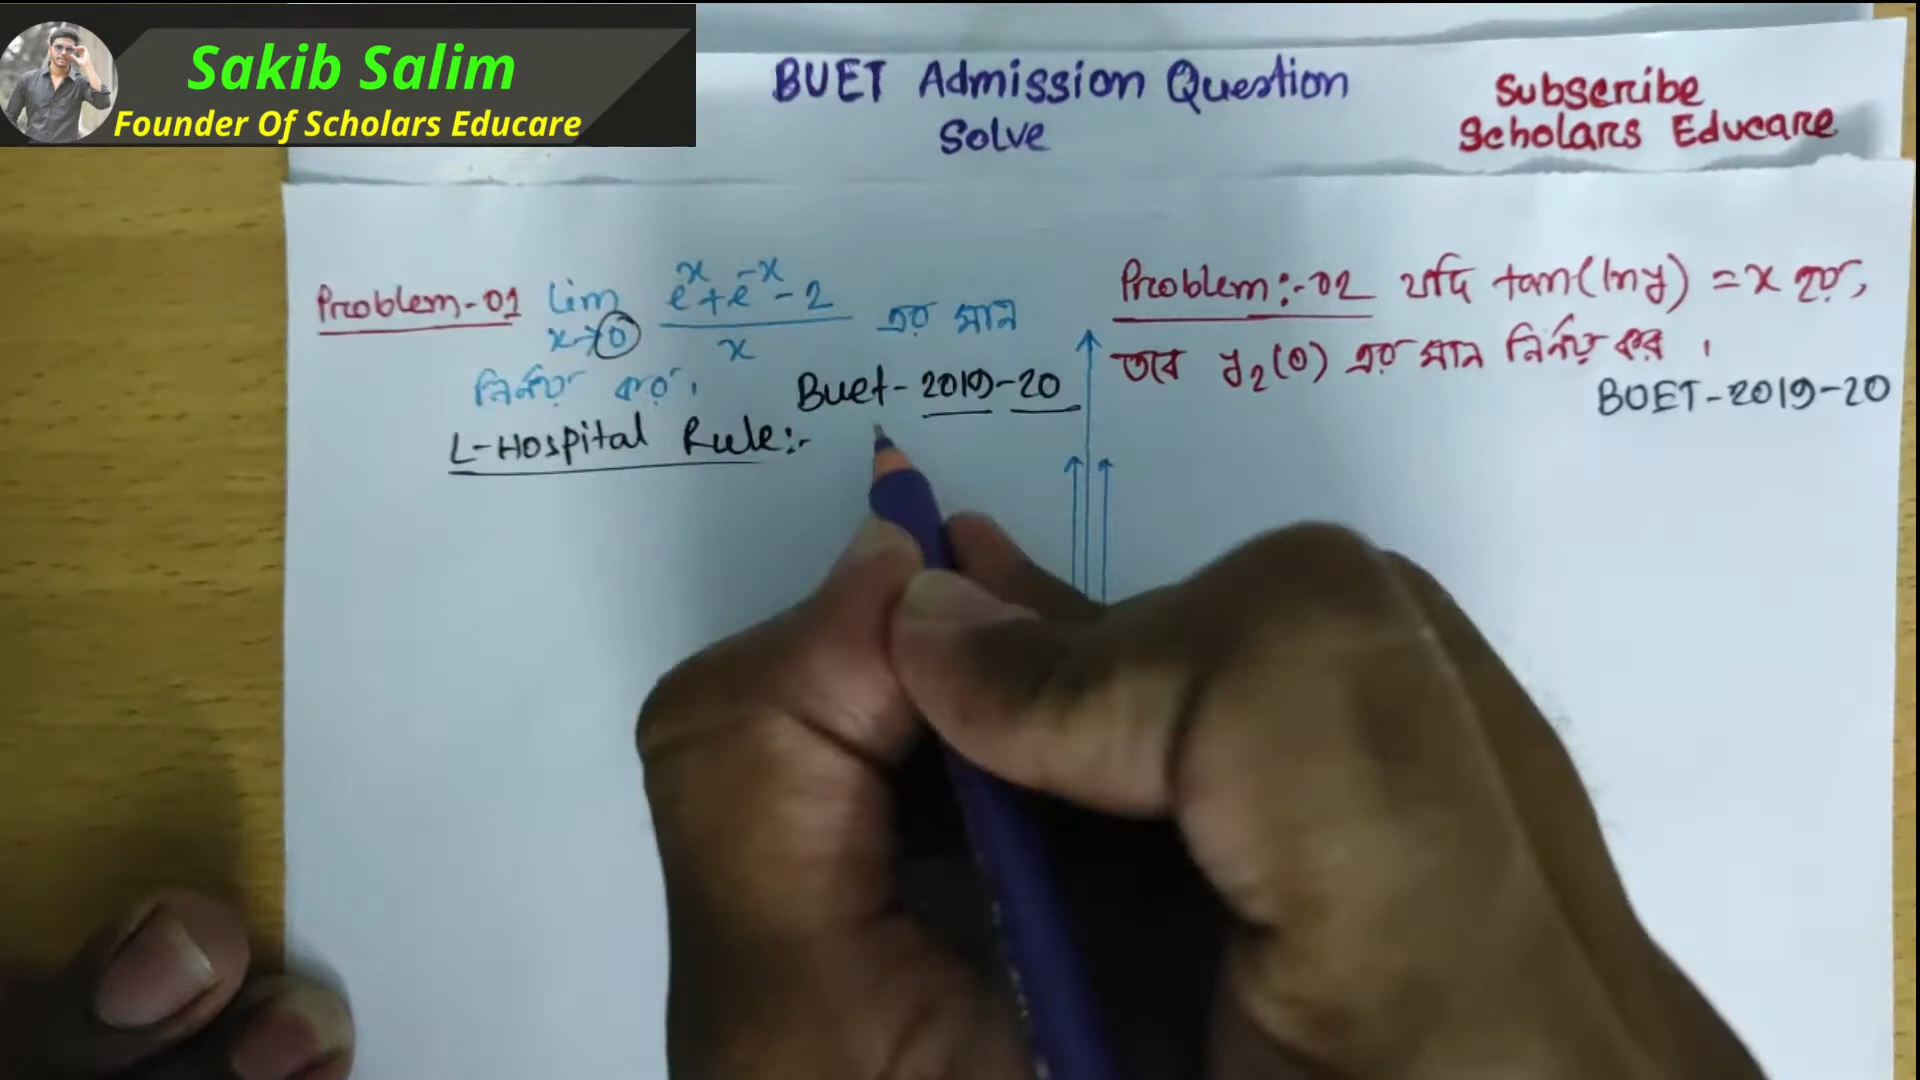 Sakib Salim
Founder Of Scholars Educare
BUET Admission Question
Solve
Subscribe
Scholars Educare
Problem-01 lim x→0 (e^x + e^-x - 2)/x এর মান
নির্ণয় কর।
Buet-2019-20
L-Hospital Rule:-
Problem:-02 যদি tan(lny) = x হয়,
তবে y₂(0) এর মান নির্ণয় কর।
BUET-2019-20